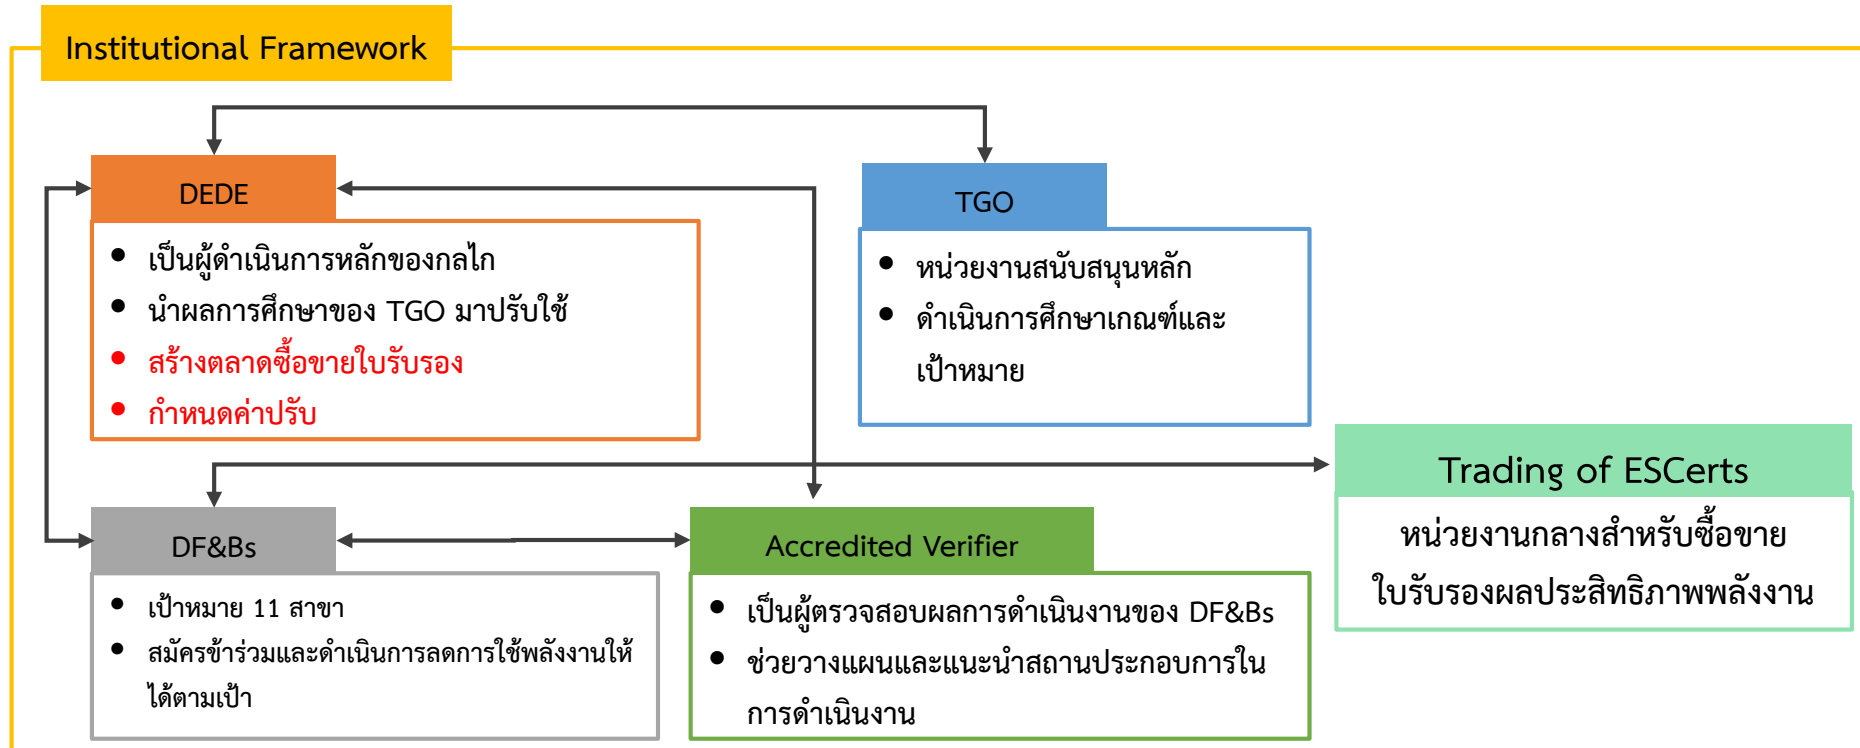 Institutional Framework
DEDE
• เป็นผู้ดำเนินการหลักของกลไก
• นำผลการศึกษาของ TGO มาปรับใช้
• สร้างตลาดซื้อขายใบรับรอง
• กำหนดค่าปรับ
TGO
• หน่วยงานสนับสนุนหลัก
• ดำเนินการศึกษาเกณฑ์และ
เป้าหมาย
DF&Bs
• เป้าหมาย 11 สาขา
• สมัครข้าร่วมและดำเนินการลดการใช้พลังงานให้
ได้ตามเป้า
Accredited Verifier
• เป็นผู้ตรวจสอบผลการดำเนินงานของ DF&Bs
• ช่วยวางแผนและแนะนำสถานประกอบการใน
การดำเนินงาน
Trading of ESCerts
หน่วยงานกลางสำหรับซื้อขาย
ใบรับรองผลประสิทธิภาพพลังงาน